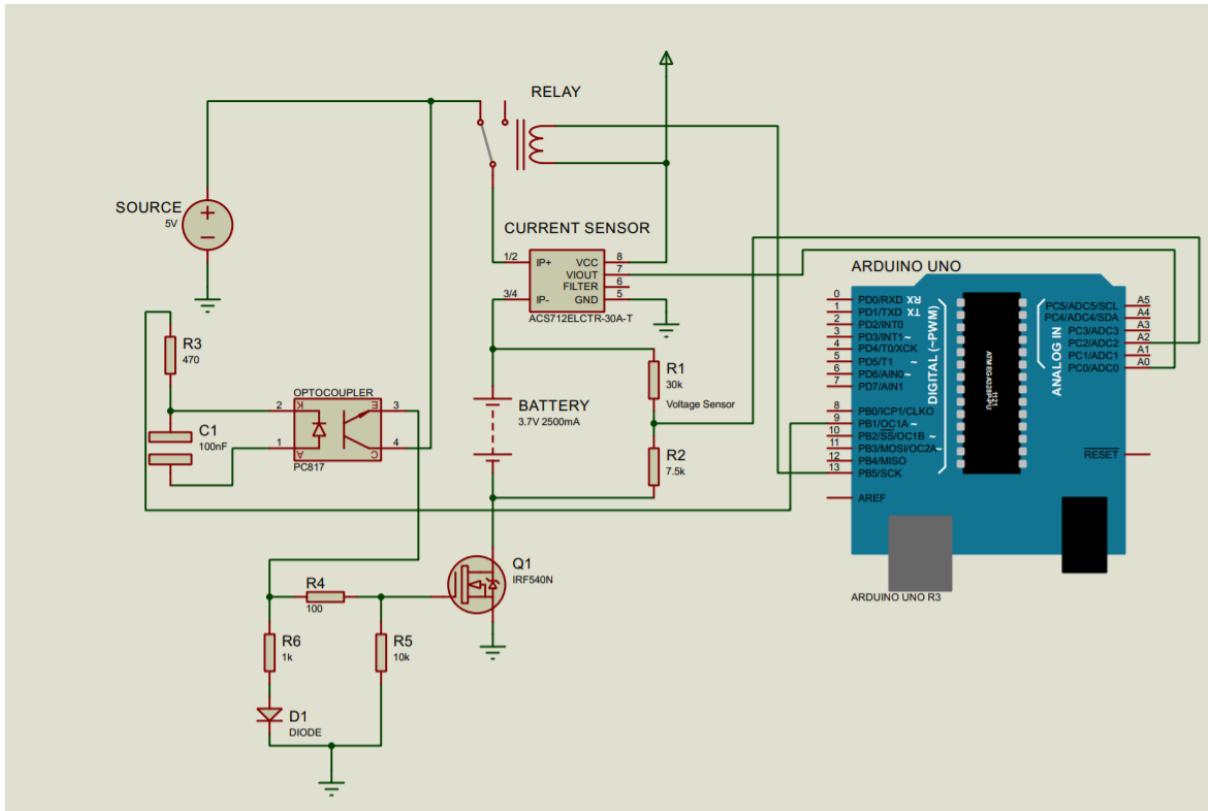 RELAY
SOURCE
5V
CURRENT SENSOR
1/2
IP+
VCC
8
VIOUT
7
FILTER
6
3/4
IP-
GND
5
ACS712ELCTR-30A-T
R3
470
OPTOCOUPLER
2
K
E
3
1
A
C
4
PC817
C1
100nF
R1
30k
Voltage Sensor
BATTERY
3.7V 2500mA
R2
7.5k
Q1
IRF540N
R4
100
R6
1k
R5
10k
D1
DIODE
ARDUINO UNO
0
PD0/RXD
RX
1
PD1/TXD
TX
2
PD2/INT0
3
PD3/INT1 ~
4
PD4/T0/XCK
5
PD5/T1 ~
6
PD6/AIN0 ~
7
PD7/AIN1
8
PB0/ICP1/CLKO
9
PB1/OC1A ~
10
PB2/SS/OC1B ~
11
PB3/MOSI/OC2A ~
12
PB4/MISO
13
PB5/SCK
AREF
DIGITAL (~PWM)
ATMEGA328P-PU
1121
ANALOG IN
PC5/ADC5/SCL
A5
PC4/ADC4/SDA
A4
PC3/ADC3
A3
PC2/ADC2
A2
PC1/ADC1
A1
PC0/ADC0
A0
RESET
ARDUINO UNO R3